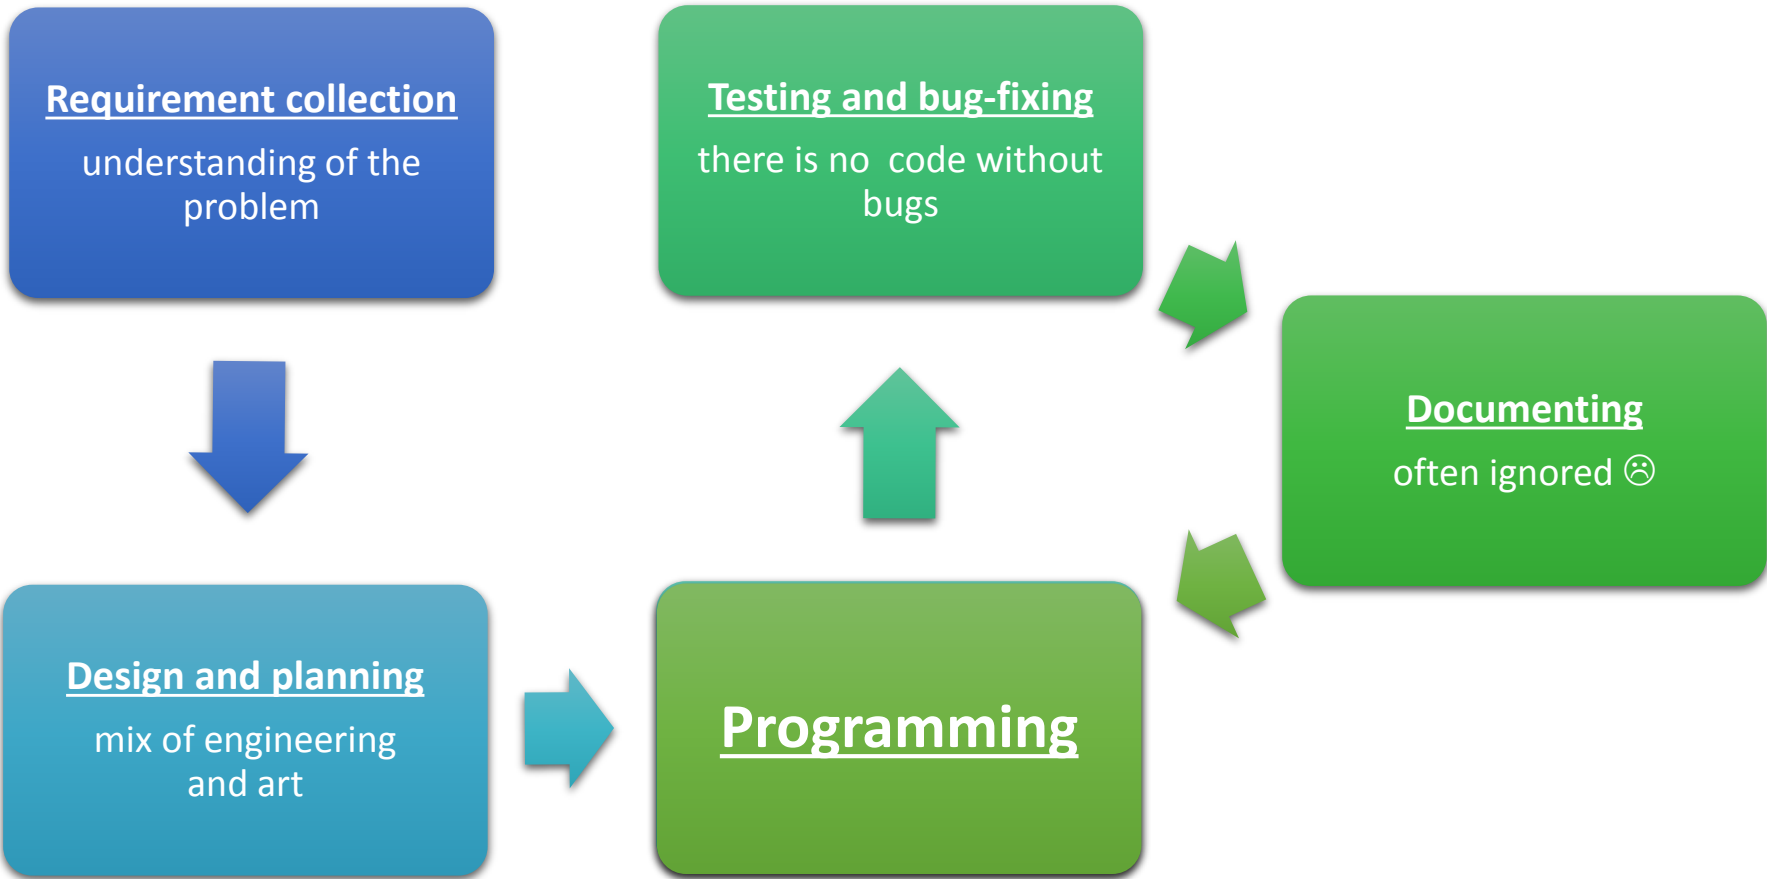 Requirement collection
understanding of the
problem
Design and planning
mix of engineering
and art
Programming
Testing and bug-fixing
there is no  code without
bugs
Documenting
often ignored ☹